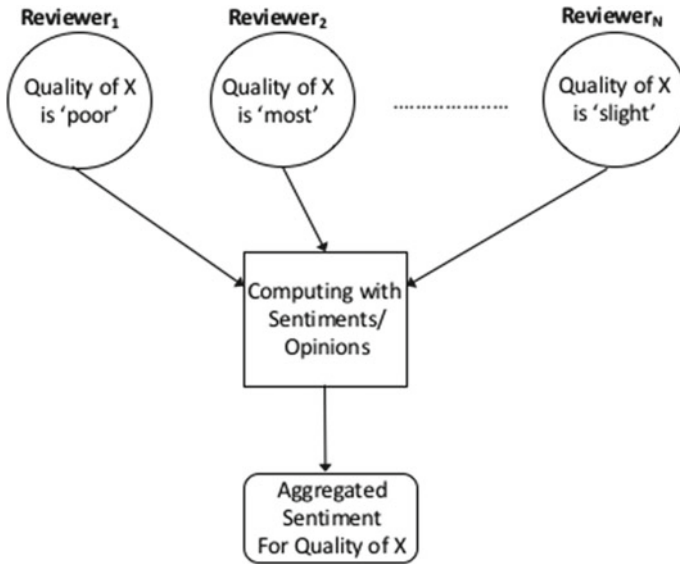 Reviewer₁
Reviewer₂
Reviewer_N
Quality of X
is ‘poor’
Quality of X
is ‘most’
....................
Quality of X
is ‘slight’
Computing with
Sentiments/
Opinions
Aggregated
Sentiment
For Quality of X